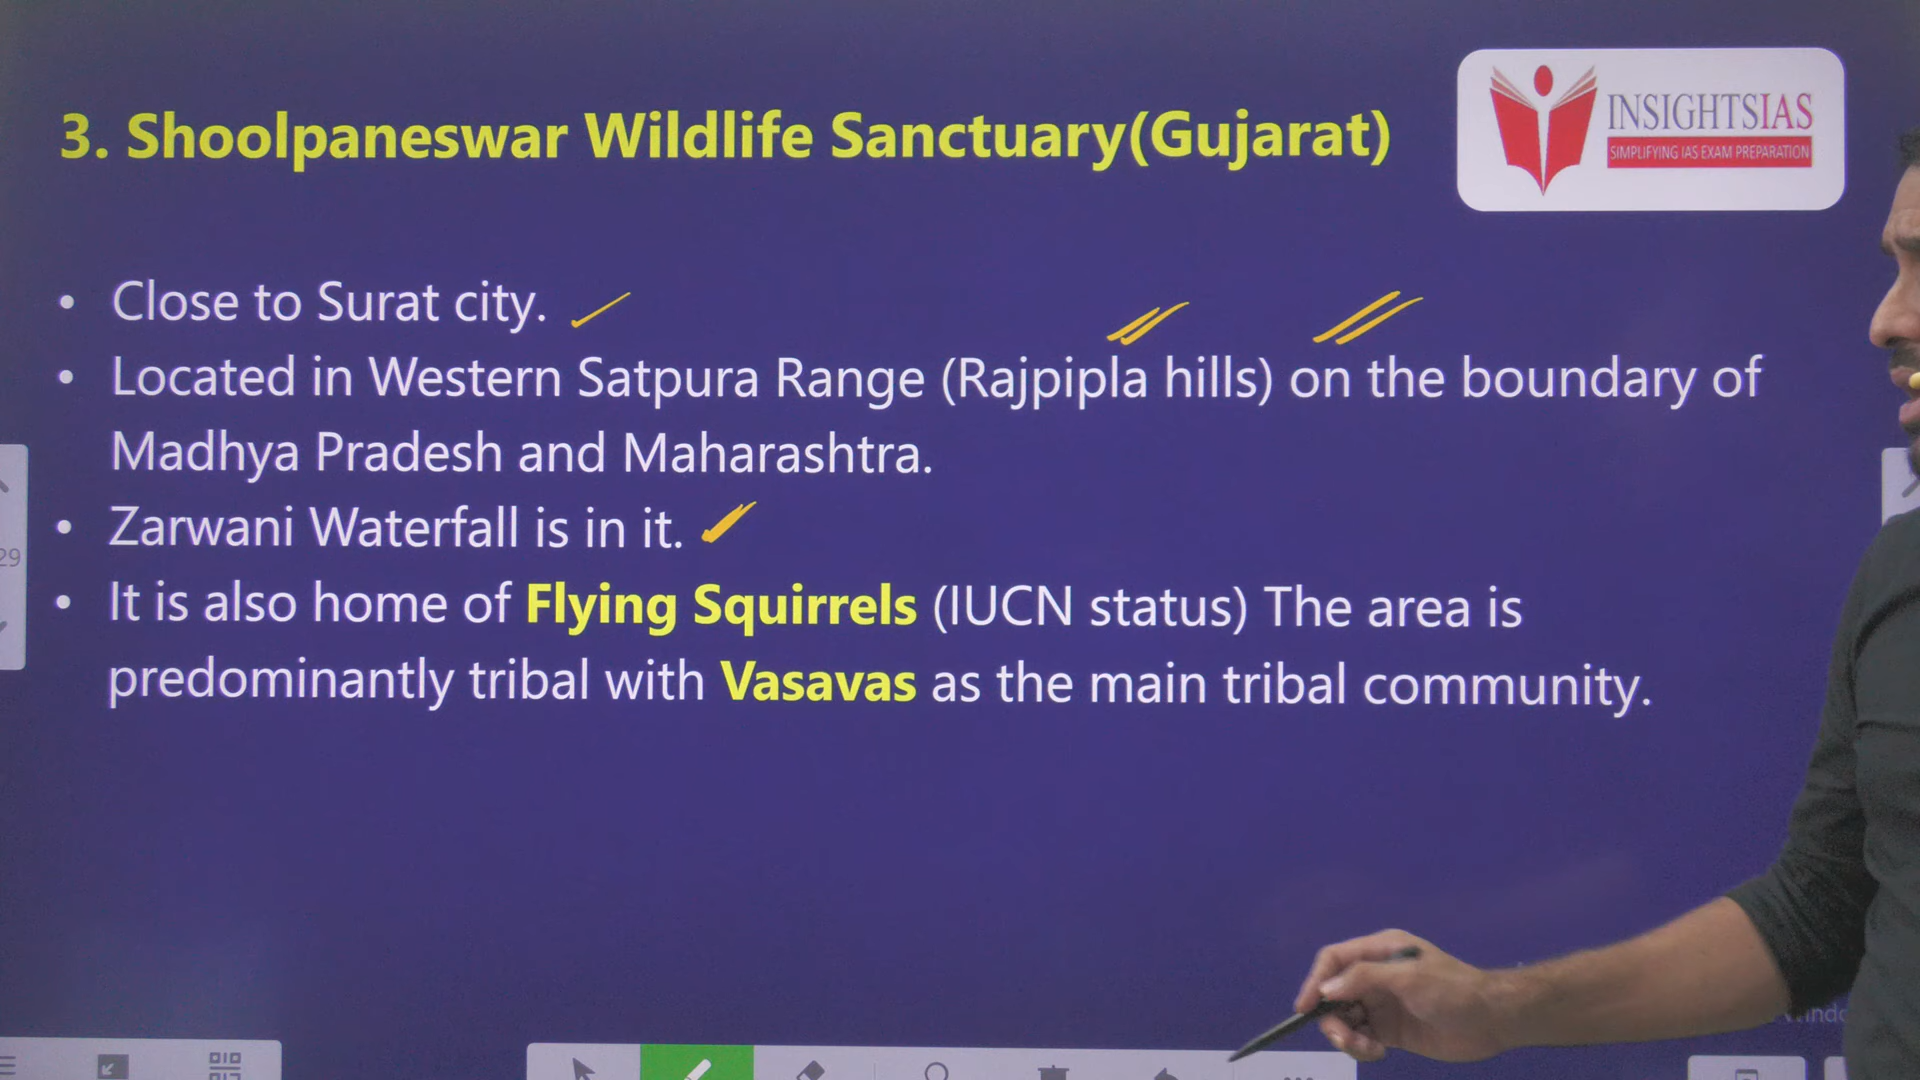 3. Shoolpaneswar Wildlife Sanctuary(Gujarat)
INSIGHTSIAS
SIMPLIFYING IAS EXAM PREPARATION
• Close to Surat city.
• Located in Western Satpura Range (Rajpipla hills) on the boundary of
Madhya Pradesh and Maharashtra.
• Zarwani Waterfall is in it.
29
• It is also home of Flying Squirrels (IUCN status) The area is
predominantly tribal with Vasavas as the main tribal community.